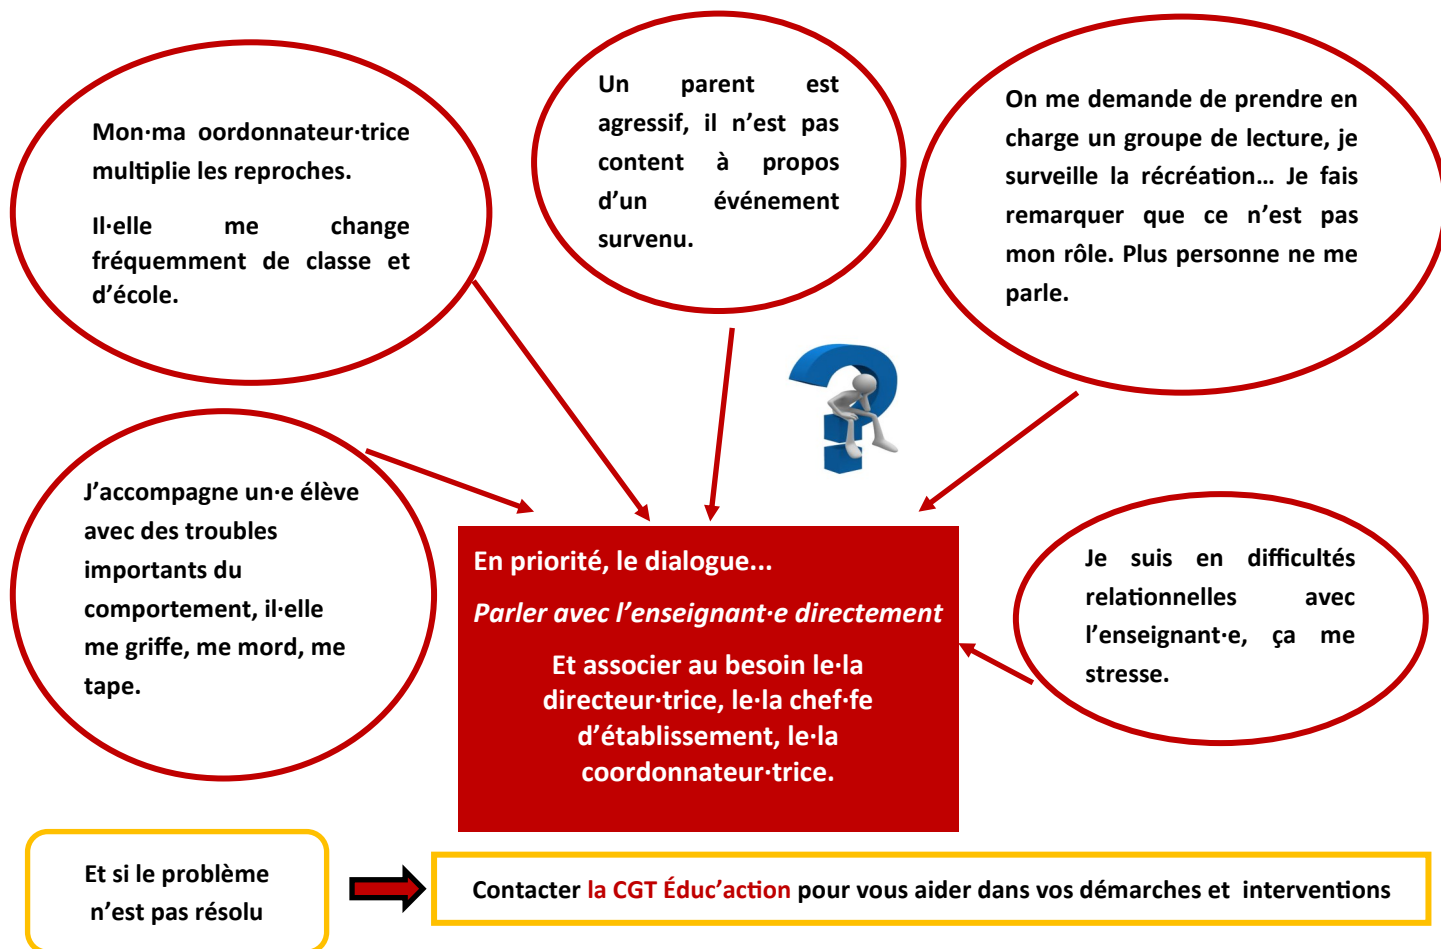 Mon·ma oordonnateur·trice
multiplie les reproches.
Il·elle me change
fréquemment de classe et
d’école.
Un parent est
agressif, il n’est pas
content à propos
d’un événement
survenu.
On me demande de prendre en
charge un groupe de lecture, je
surveille la récréation… Je fais
remarquer que ce n’est pas
mon rôle. Plus personne ne me
parle.
J’accompagne un·e élève
avec des troubles
importants du
comportement, il·elle
me griffe, me mord, me
tape.
En priorité, le dialogue...
Parler avec l’enseignant·e directement
Et associer au besoin le·la
directeur·trice, le·la chef·fe
d’établissement, le·la
coordonnateur·trice.
Je suis en difficultés
relationnelles avec
l’enseignant·e, ça me
stresse.
Et si le problème
n’est pas résolu
Contacter la CGT Éduc’action pour vous aider dans vos démarches et interventions